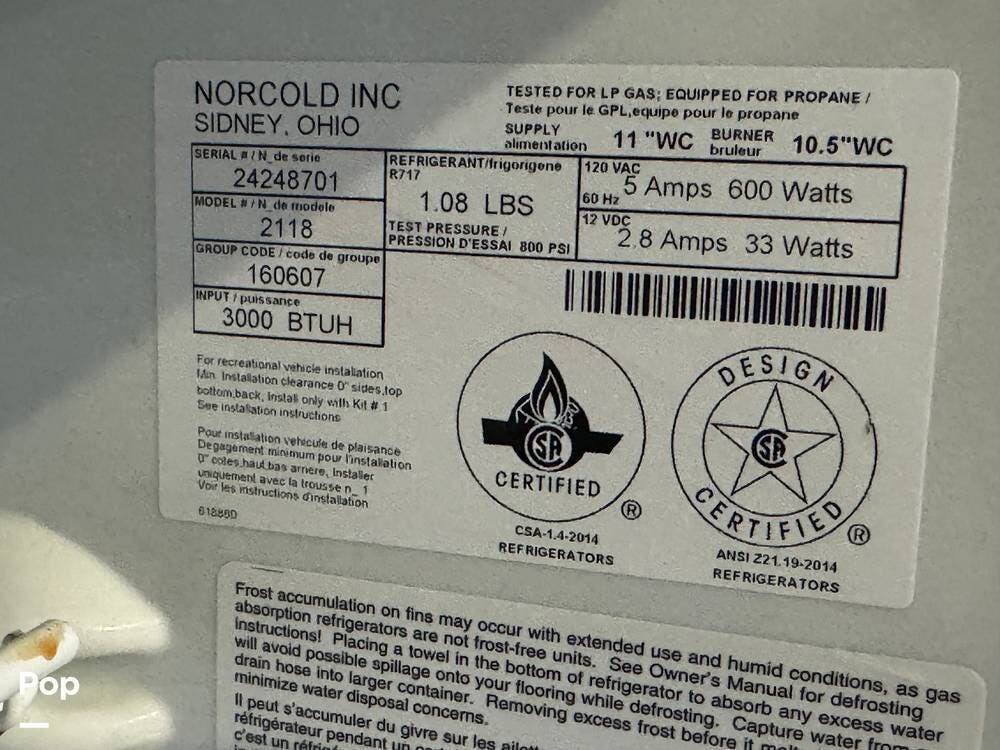 NORCOLD INC
SIDNEY, OHIO
TESTED FOR LP GAS; EQUIPPED FOR PROPANE /
Teste pour le GPL,equipe pour le propane
SUPPLY
alimentation
11 "WC
BURNER
bruleur
10.5"WC
SERIAL # / N_de serie
24248701
MODEL # / N_de modele
2118
GROUP CODE / code de groupe
160607
INPUT / puissance
3000 BTUH
REFRIGERANT/frigorigene
R717
1.08 LBS
TEST PRESSURE /
PRESSION D'ESSAI 800 PSI
120 VAC
60 Hz
5 Amps 600 Watts
12 VDC
2.8 Amps 33 Watts
For recreational vehicle installation
Min. Installation clearance 0" sides,top
bottom,back, Install only with Kit # 1
See installation instructions
Pour installation vehicule de plaisance
Degagement minimum pour l'installation
0" cotes,haut,bas arriere, Installer
uniquement avec la trousse n_ 1
Voir les instructions d'installation
618860
SA
CERTIFIED
®
CSA-1.4-2014
REFRIGERATORS
DESIGN
SA
CERTIFIED
®
ANSI Z21.19-2014
REFRIGERATORS
Frost accumulation on fins may occur with extended use and humid conditions, as gas
absorption refrigerators are not frost-free units. See Owner's Manual for defrosting
instructions! Placing a towel in the bottom of refrigerator to absorb any excess water
will avoid possible spillage onto your flooring while defrosting. Capture water from
drain hose into larger container. Removing excess frost before it
minimize water disposal concerns.
Il peut s'accumuler du givre sur les
réfrigérateur pendant un
c'est un
Pop